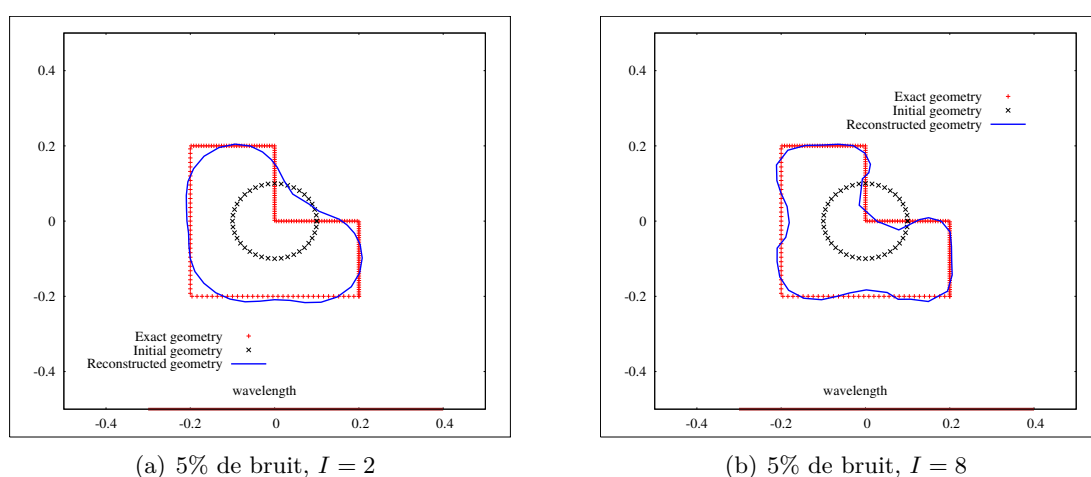 0.4
0.2
0
-0.2
-0.4
Exact geometry
Initial geometry
Reconstructed geometry
wavelength
-0.4 -0.2 0 0.2 0.4
(a) 5% de bruit, I = 2
0.4
0.2
0
-0.2
-0.4
Exact geometry
Initial geometry
Reconstructed geometry
wavelength
-0.4 -0.2 0 0.2 0.4
(b) 5% de bruit, I = 8